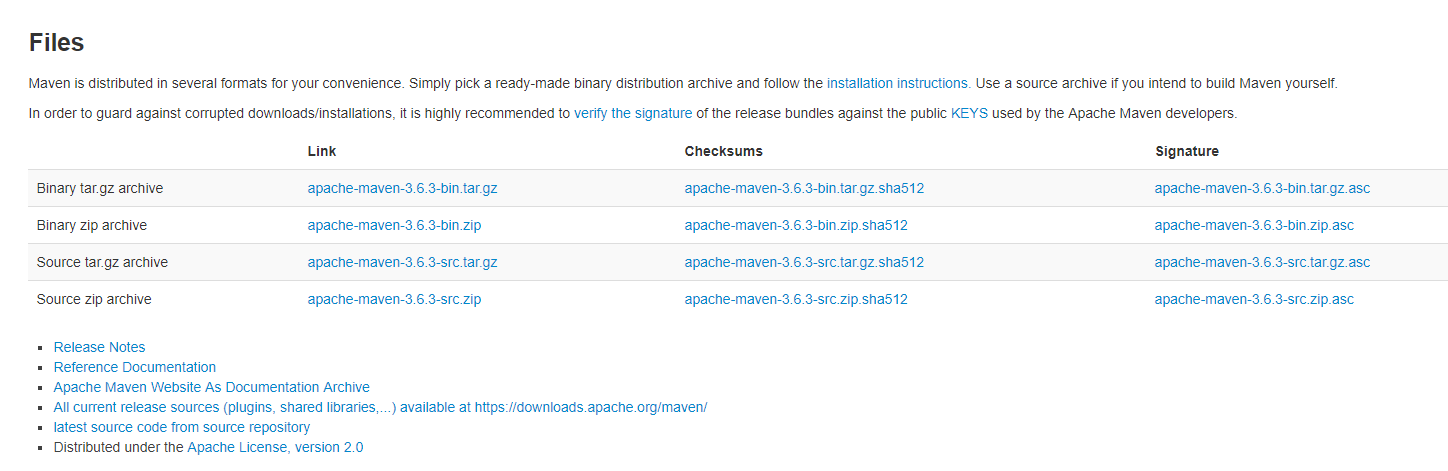 Files
Maven is distributed in several formats for your convenience. Simply pick a ready-made binary distribution archive and follow the installation instructions. Use a source archive if you intend to build Maven yourself.
In order to guard against corrupted downloads/installations, it is highly recommended to verify the signature of the release bundles against the public KEYS used by the Apache Maven developers.
Link Checksums Signature
Binary tar.gz archive apache-maven-3.6.3-bin.tar.gz apache-maven-3.6.3-bin.tar.gz.sha512 apache-maven-3.6.3-bin.tar.gz.asc
Binary zip archive apache-maven-3.6.3-bin.zip apache-maven-3.6.3-bin.zip.sha512 apache-maven-3.6.3-bin.zip.asc
Source tar.gz archive apache-maven-3.6.3-src.tar.gz apache-maven-3.6.3-src.tar.gz.sha512 apache-maven-3.6.3-src.tar.gz.asc
Source zip archive apache-maven-3.6.3-src.zip apache-maven-3.6.3-src.zip.sha512 apache-maven-3.6.3-src.zip.asc
Release Notes
Reference Documentation
Apache Maven Website As Documentation Archive
All current release sources (plugins, shared libraries,...) available at https://downloads.apache.org/maven/
latest source code from source repository
Distributed under the Apache License, version 2.0